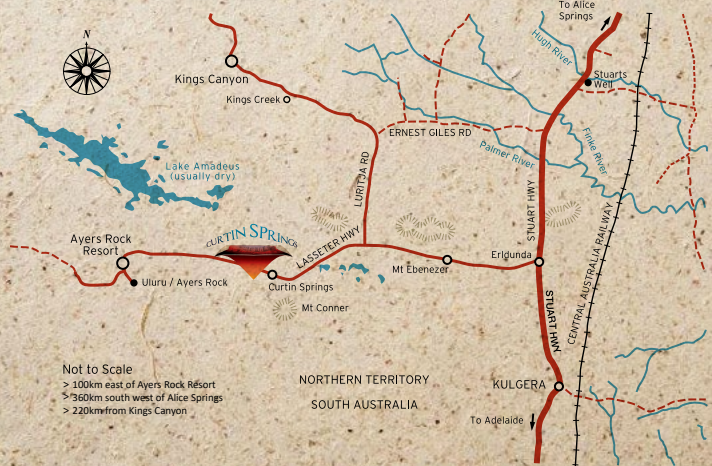 To Alice
Springs
N
Hugh River
Kings Canyon
Stuarts
Well
Kings Creek
ERNEST GILES RD
Palmer River
Finke River
Lake Amadeus
(usually dry)
LURITJA RD
STUART HWY
CENTRAL AUSTRALIA RAILWAY
CURTIN SPRINGS
LASSETER HWY
Ayers Rock
Resort
Erldunda
Mt Ebenezer
Uluru / Ayers Rock
Curtin Springs
Mt Conner
STUART HWY
Not to Scale
> 100km east of Ayers Rock Resort
> 360km south west of Alice Springs
> 220km from Kings Canyon
NORTHERN TERRITORY
SOUTH AUSTRALIA
KULGERA
To Adelaide